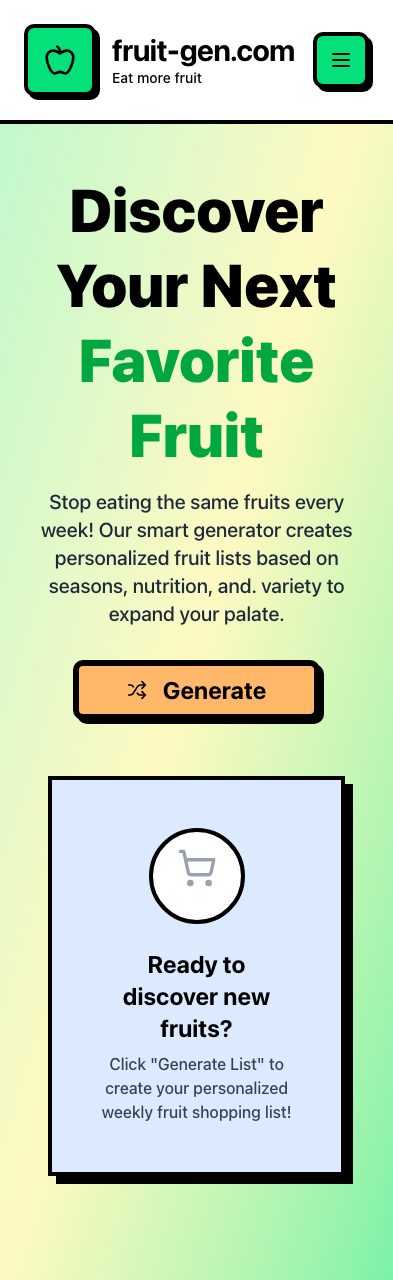 fruit-gen.com
Eat more fruit
Discover
Your Next
Favorite
Fruit
Stop eating the same fruits every
week! Our smart generator creates
personalized fruit lists based on
seasons, nutrition, and. variety to
expand your palate.
Generate
Ready to
discover new
fruits?
Click "Generate List" to
create your personalized
weekly fruit shopping list!